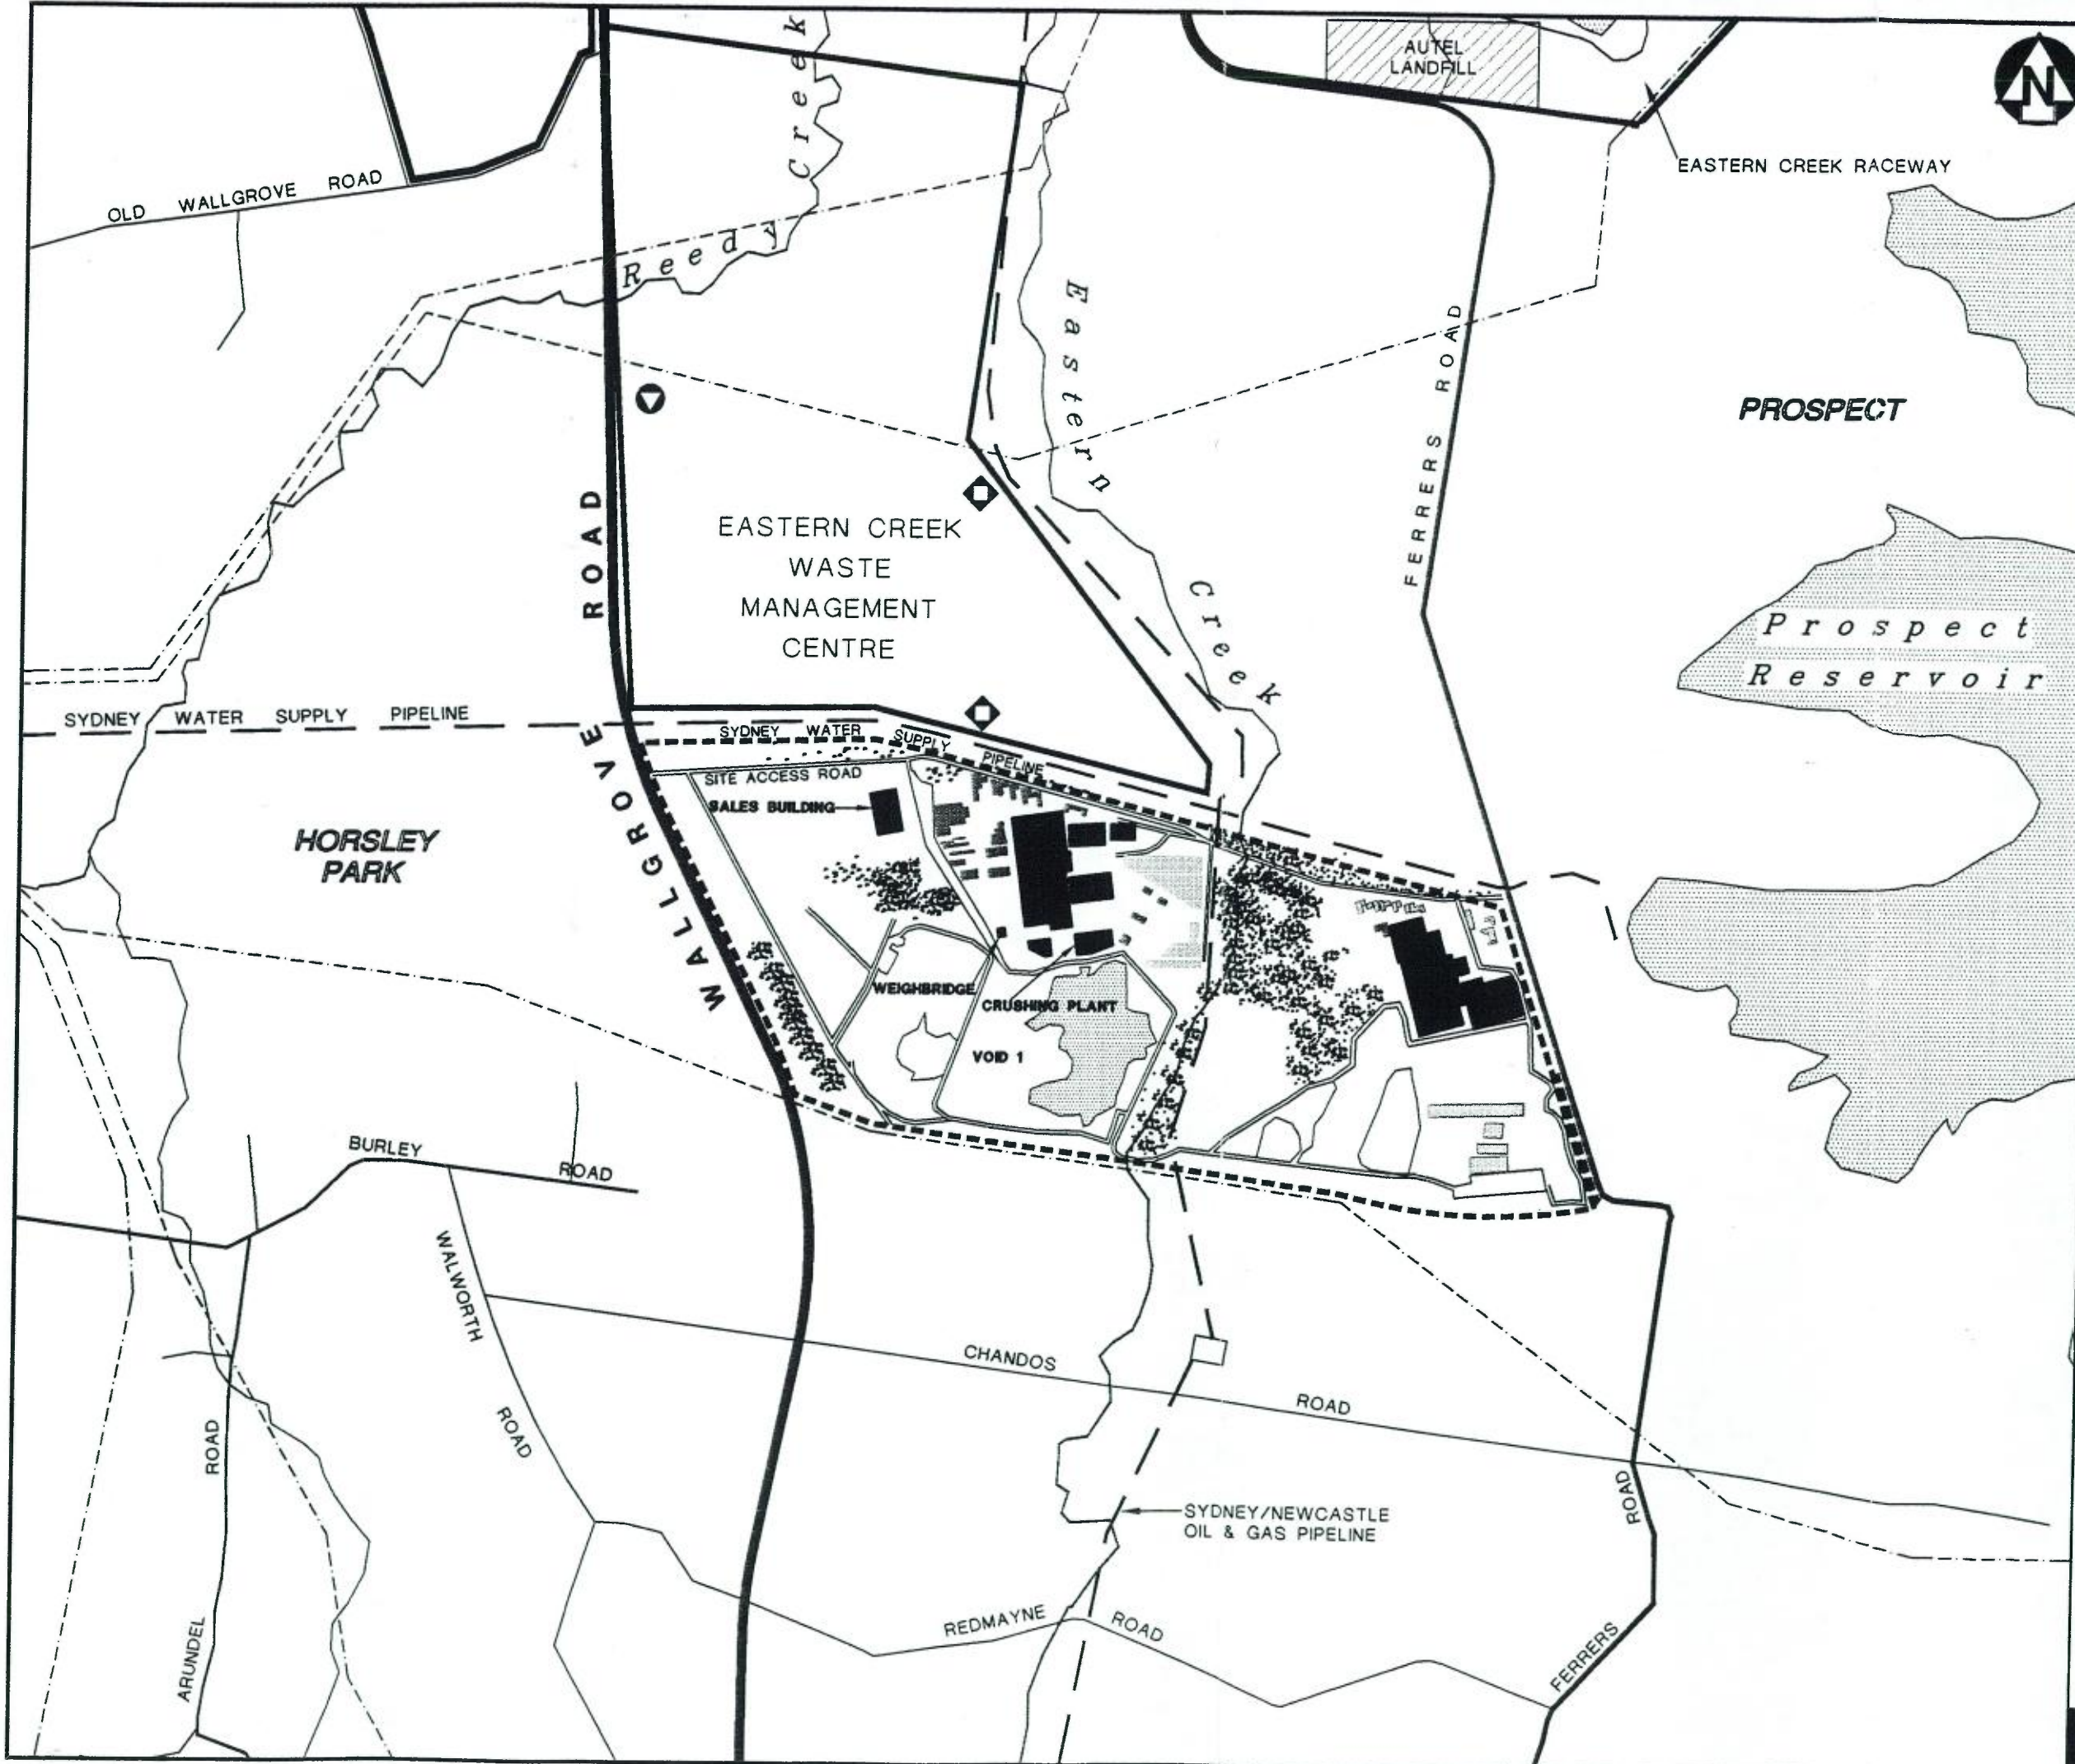 Creek
AUTEL
LANDFILL
N
EASTERN CREEK RACEWAY
OLD WALLGROVE ROAD
Reedy
Eastern
FERRERS ROAD
PROSPECT
ROAD
EASTERN CREEK
WASTE
MANAGEMENT
CENTRE
Creek
Prospect
Reservoir
SYDNEY WATER SUPPLY PIPELINE
WALLGROVE
SYDNEY WATER SUPPLY PIPELINE
SITE ACCESS ROAD
SALES BUILDING
HORSLEY
PARK
WEIGHBRIDGE
CRUSHING PLANT
VOID 1
BURLEY ROAD
WALWORTH ROAD
CHANDOS ROAD
ARUNDEL ROAD
SYDNEY/NEWCASTLE
OIL & GAS PIPELINE
REDMAYNE ROAD
FERRERS ROAD